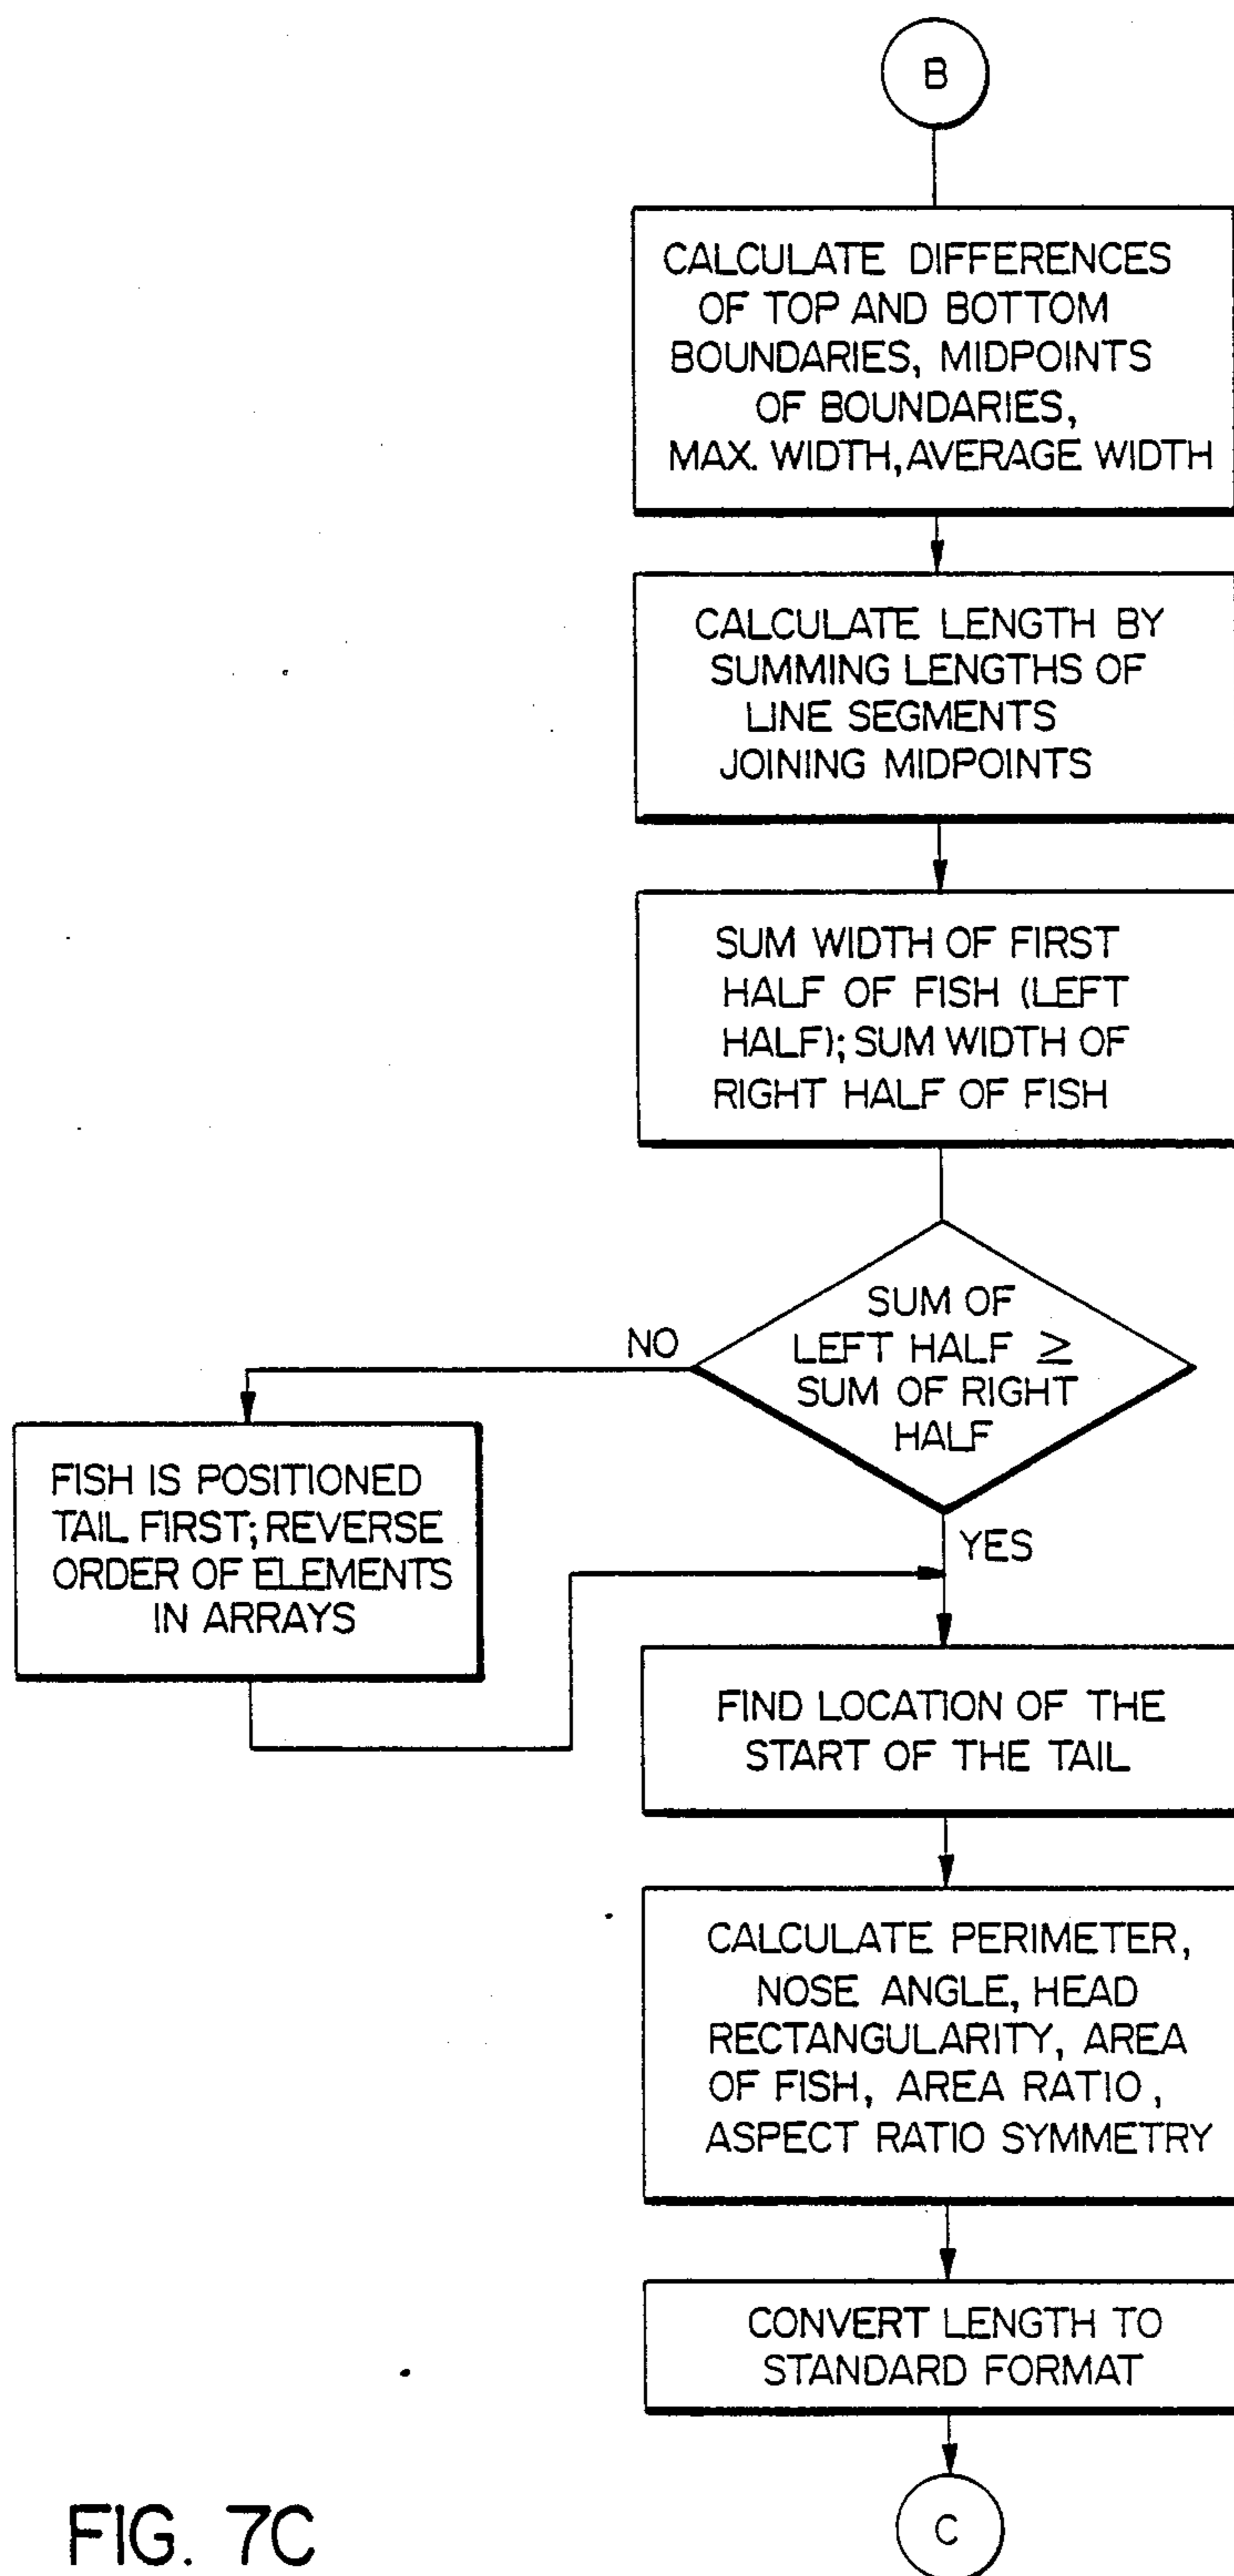 B
CALCULATE DIFFERENCES
OF TOP AND BOTTOM
BOUNDARIES, MIDPOINTS
OF BOUNDARIES,
MAX. WIDTH, AVERAGE WIDTH
CALCULATE LENGTH BY
SUMMING LENGTHS OF
LINE SEGMENTS
JOINING MIDPOINTS
SUM WIDTH OF FIRST
HALF OF FISH (LEFT
HALF); SUM WIDTH OF
RIGHT HALF OF FISH
SUM OF
LEFT HALF ≥
SUM OF RIGHT
HALF
NO
FISH IS POSITIONED
TAIL FIRST; REVERSE
ORDER OF ELEMENTS
IN ARRAYS
YES
FIND LOCATION OF THE
START OF THE TAIL
CALCULATE PERIMETER,
NOSE ANGLE, HEAD
RECTANGULARITY, AREA
OF FISH, AREA RATIO,
ASPECT RATIO SYMMETRY
CONVERT LENGTH TO
STANDARD FORMAT
C
FIG. 7C